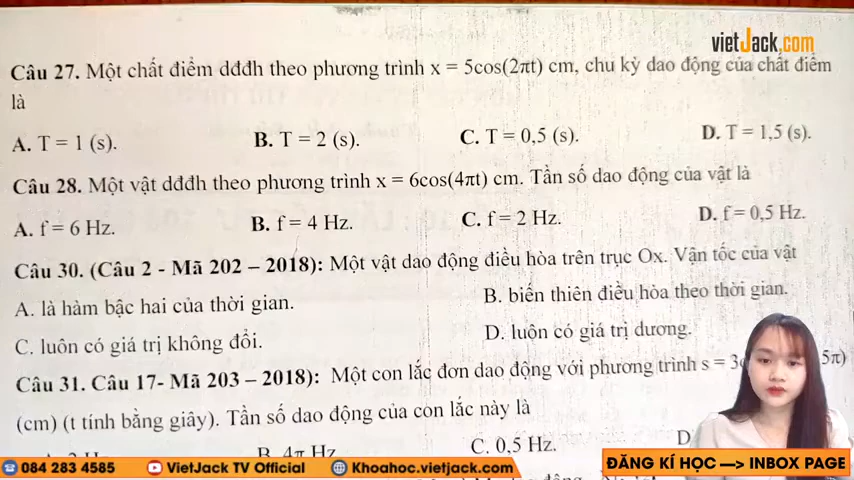 vietJack.com
Câu 27. Một chất điểm dđđh theo phương trình x = 5cos(2πt) cm, chu kỳ dao động của chất điểm
là
A. T = 1 (s). B. T = 2 (s). C. T = 0,5 (s). D. T = 1,5 (s).
Câu 28. Một vật dđđh theo phương trình x = 6cos(4πt) cm. Tần số dao động của vật là
A. f = 6 Hz. B. f = 4 Hz. C. f = 2 Hz. D. f = 0,5 Hz.
Câu 30. (Câu 2 - Mã 202 – 2018): Một vật dao động điều hòa trên trục Ox. Vận tốc của vật
A. là hàm bậc hai của thời gian. B. biến thiên điều hòa theo thời gian.
C. luôn có giá trị không đổi. D. luôn có giá trị dương.
Câu 31. Câu 17- Mã 203 – 2018): Một con lắc đơn dao động với phương trình s = 3c 5π)
(cm) (t tính bằng giây). Tần số dao động của con lắc này là
B. 4π Hz C. 0,5 Hz. D
084 283 4585 VietJack TV Official Khoahoc.vietjack.com ĐĂNG KÍ HỌC —> INBOX PAGE